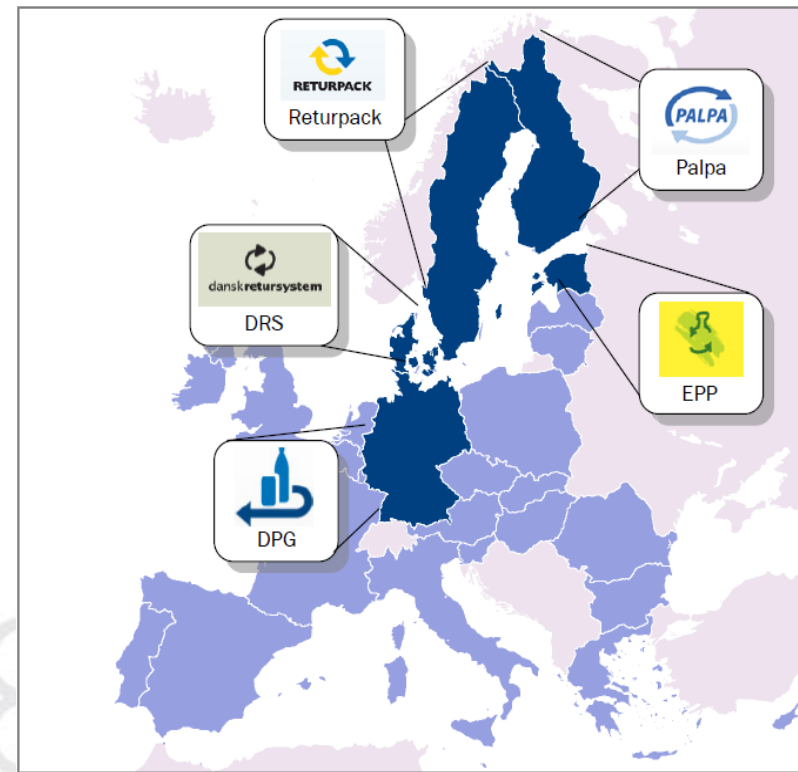 RETURPACK
Returpack
PALPA
Palpa
danskretursystem
DRS
EPP
DPG